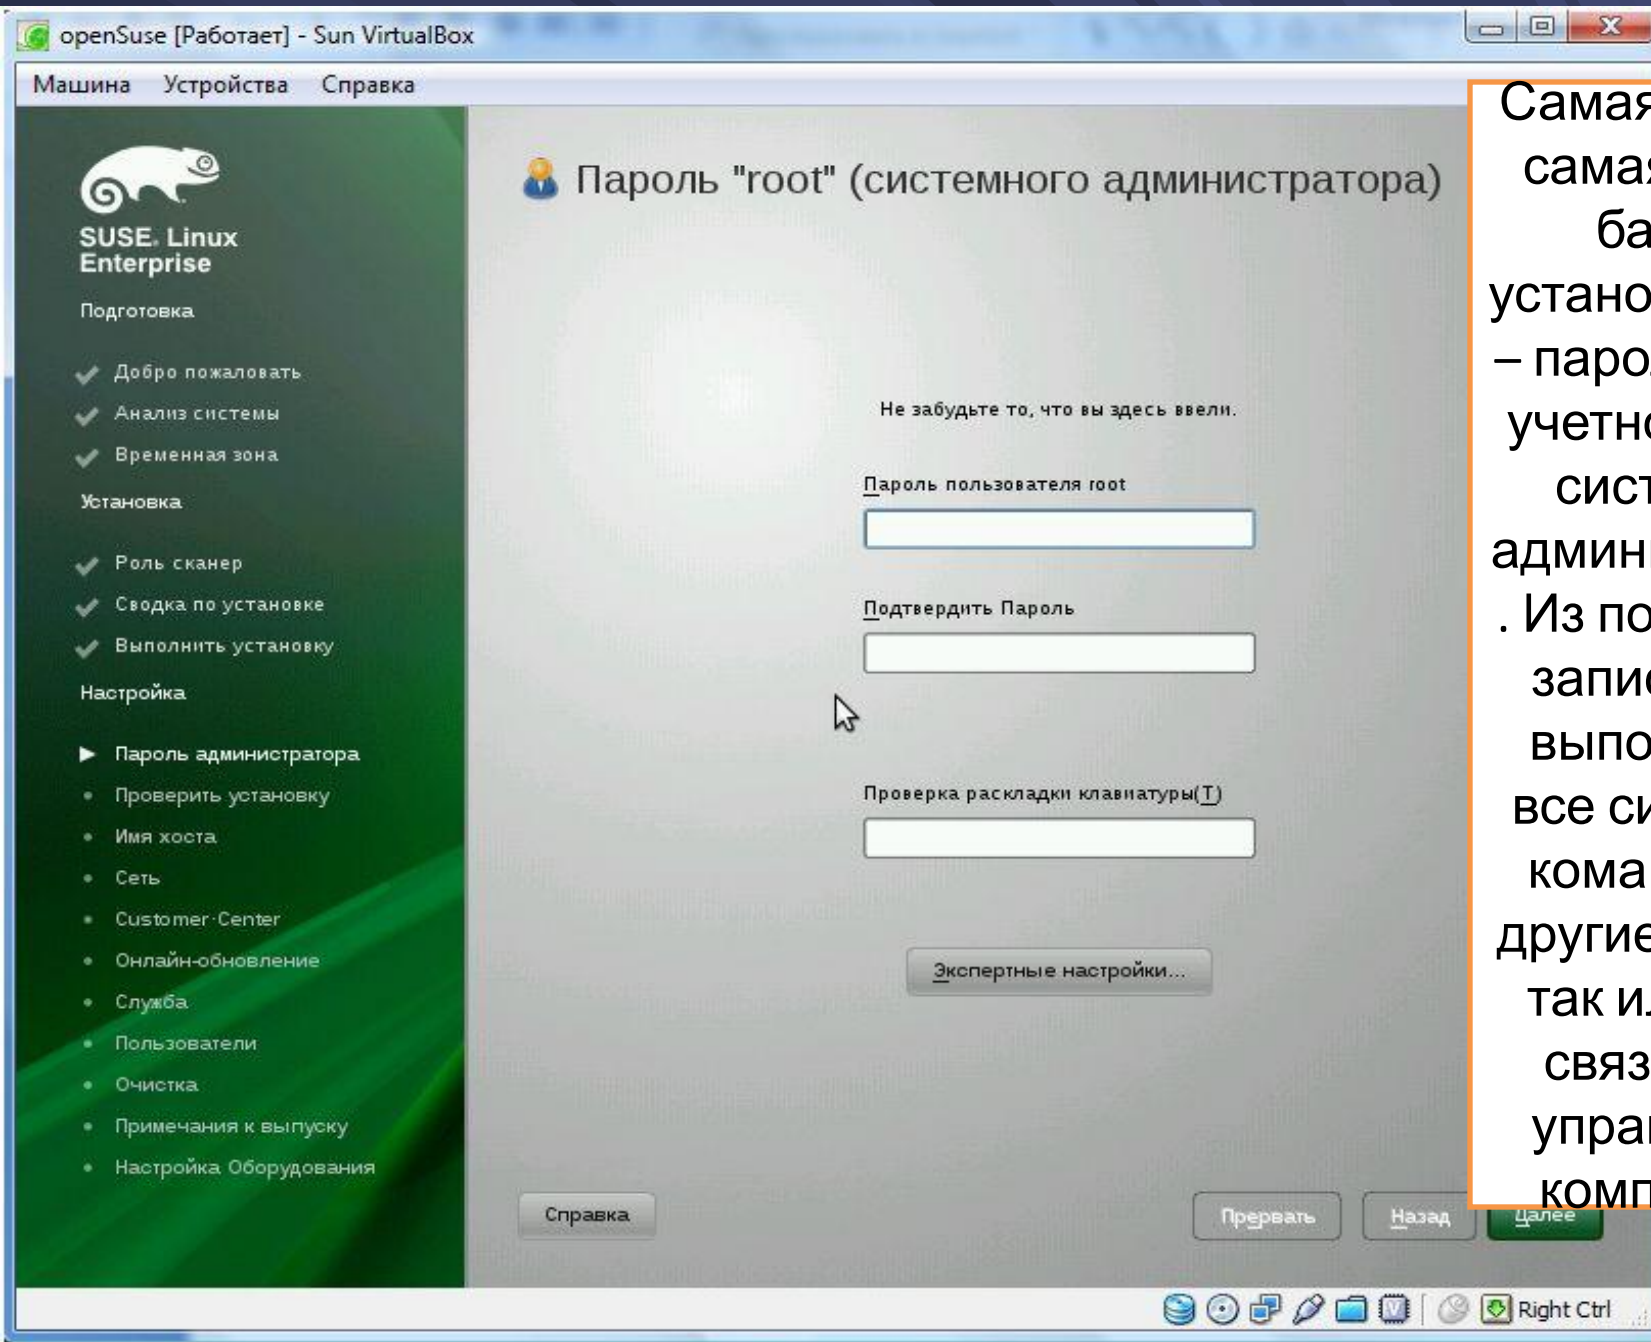 openSuse [Работает] - Sun VirtualBox
Машина Устройства Справка
SUSE. Linux
Enterprise
Подготовка
Добро пожаловать
Анализ системы
Временная зона
Установка
Роль сканер
Сводка по установке
Выполнить установку
Настройка
Пароль администратора
Проверить установку
Имя хоста
Сеть
Customer Center
Онлайн-обновление
Служба
Пользователи
Очистка
Примечания к выпуску
Настройка Оборудования
Пароль "root" (системного администратора)
Не забудьте то, что вы здесь ввели.
Пароль пользователя root
Подтвердить Пароль
Проверка раскладки клавиатуры(T)
Экспертные настройки...
Справка
Прервать
Назад
Далее
Самая
самая
ба
устано
– паро
учетно
сист
админ
. Из по
запис
выпо
все си
кома
другие
так и
связ
упра
комп
Right Ctrl